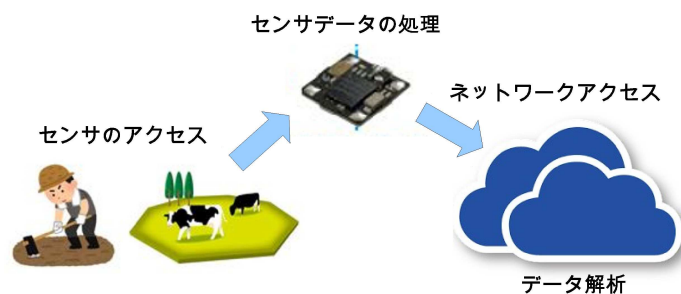 センサデータの処理
ネットワークアクセス
センサのアクセス
データ解析